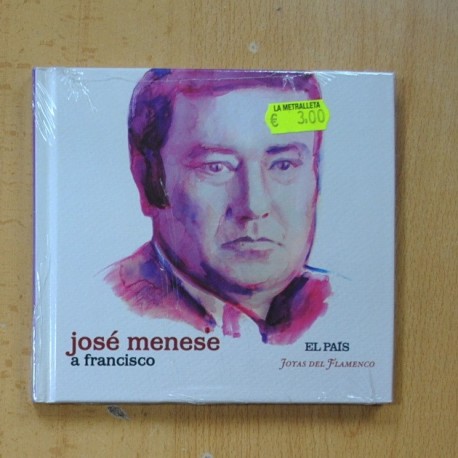 LA METRALLETA
€ 3.00
josé menese
a francisco
EL PAÍS
JOYAS DEL FLAMENCO